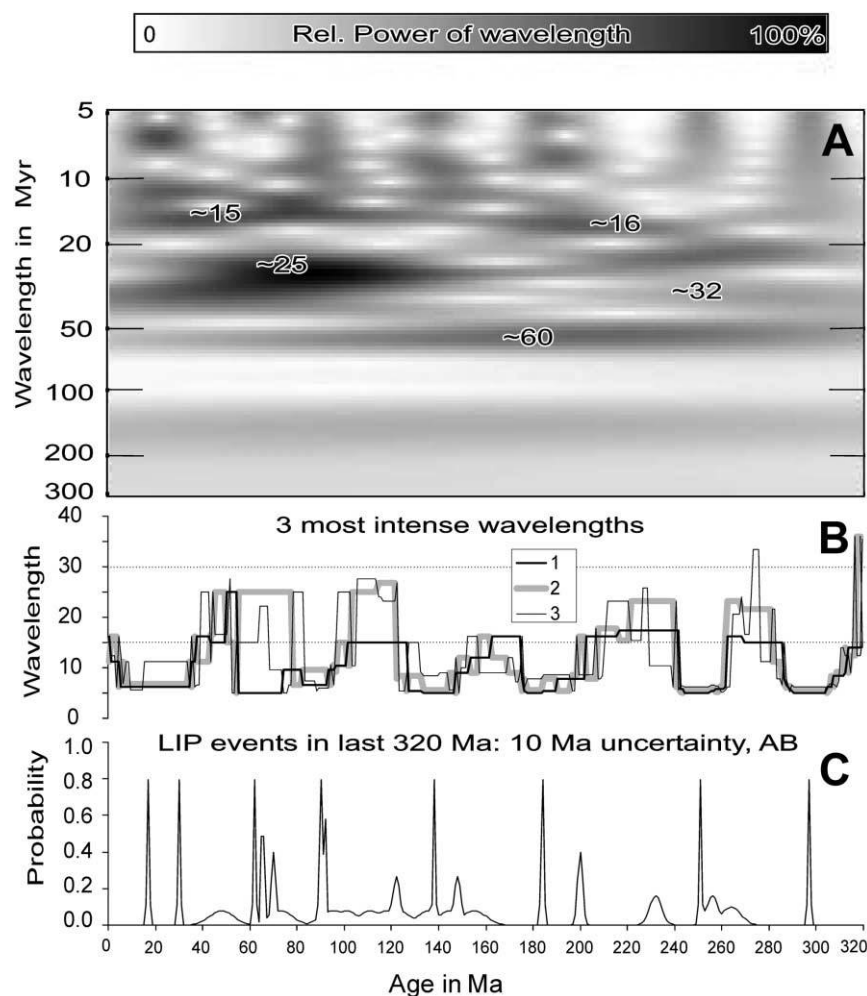 0 Rel. Power of wavelength 100%
A
Wavelength in Myr
5
10
20
50
100
200
300
~15
~16
~25
~32
~60
B
3 most intense wavelengths
Wavelength
40
30
20
10
0
1
2
3
C
LIP events in last 320 Ma: 10 Ma uncertainty, AB
Probability
1.0
0.8
0.6
0.4
0.2
0.0
0 20 40 60 80 100 120 140 160 180 200 220 240 260 280 300 320
Age in Ma